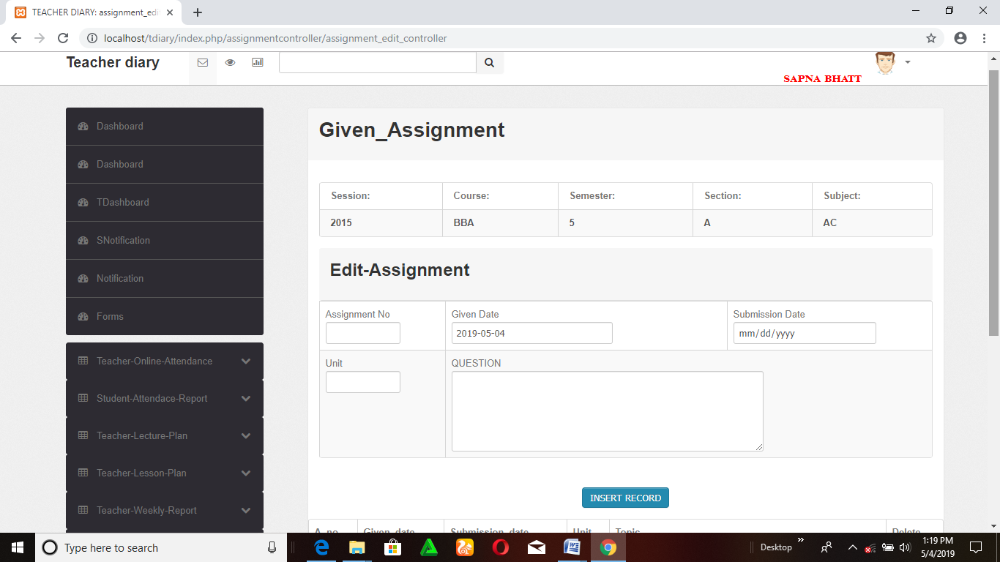 TEACHER DIARY: assignment_edi
localhost/tdiary/index.php/assignmentcontroller/assignment_edit_controller
Teacher diary
SAPNA BHATT
Dashboard
Dashboard
TDashboard
SNotification
Notification
Forms
Teacher-Online-Attendance
Student-Attendace-Report
Teacher-Lecture-Plan
Teacher-Lesson-Plan
Teacher-Weekly-Report
Given_Assignment
Session: Course: Semester: Section: Subject:
2015 BBA 5 A AC
Edit-Assignment
Assignment No Given Date Submission Date
2019-05-04 mm/dd/yyyy
Unit QUESTION
INSERT RECORD
A_no Given_date Submission_date Unit Topic Delete
Type here to search
Desktop
1:19 PM
5/4/2019